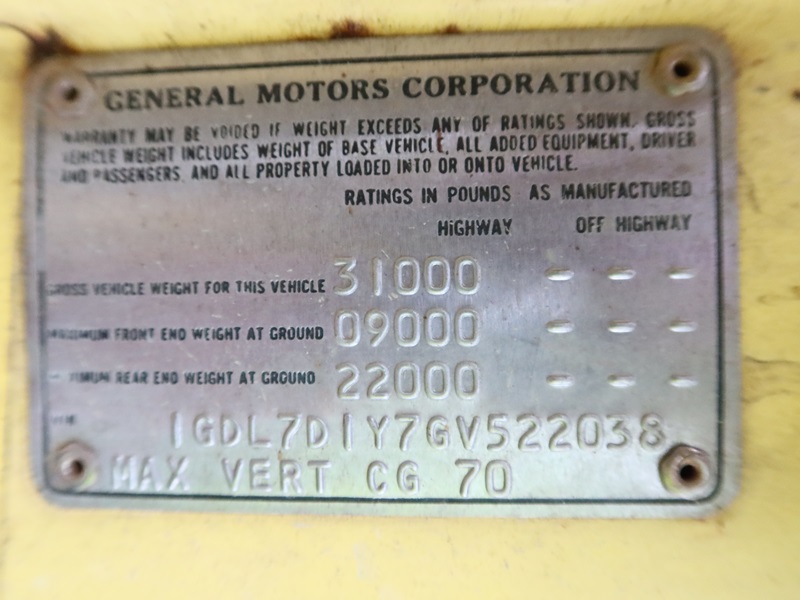 GENERAL MOTORS CORPORATION
WARRANTY MAY BE VOIDED IF WEIGHT EXCEEDS ANY OF RATINGS SHOWN. GROSS
VEHICLE WEIGHT INCLUDES WEIGHT OF BASE VEHICLE, ALL ADDED EQUIPMENT, DRIVER
AND PASSENGERS AND ALL PROPERTY LOADED INTO OR ONTO VEHICLE.
RATINGS IN POUNDS AS MANUFACTURED
HIGHWAY OFF HIGHWAY
GROSS VEHICLE WEIGHT FOR THIS VEHICLE 31000 - - -
MAXIMUM FRONT END WEIGHT AT GROUND 09000 - - -
MAXIMUM REAR END WEIGHT AT GROUND 22000 - - -
1GDL7D1Y7GV522038
MAX VERT CG 70